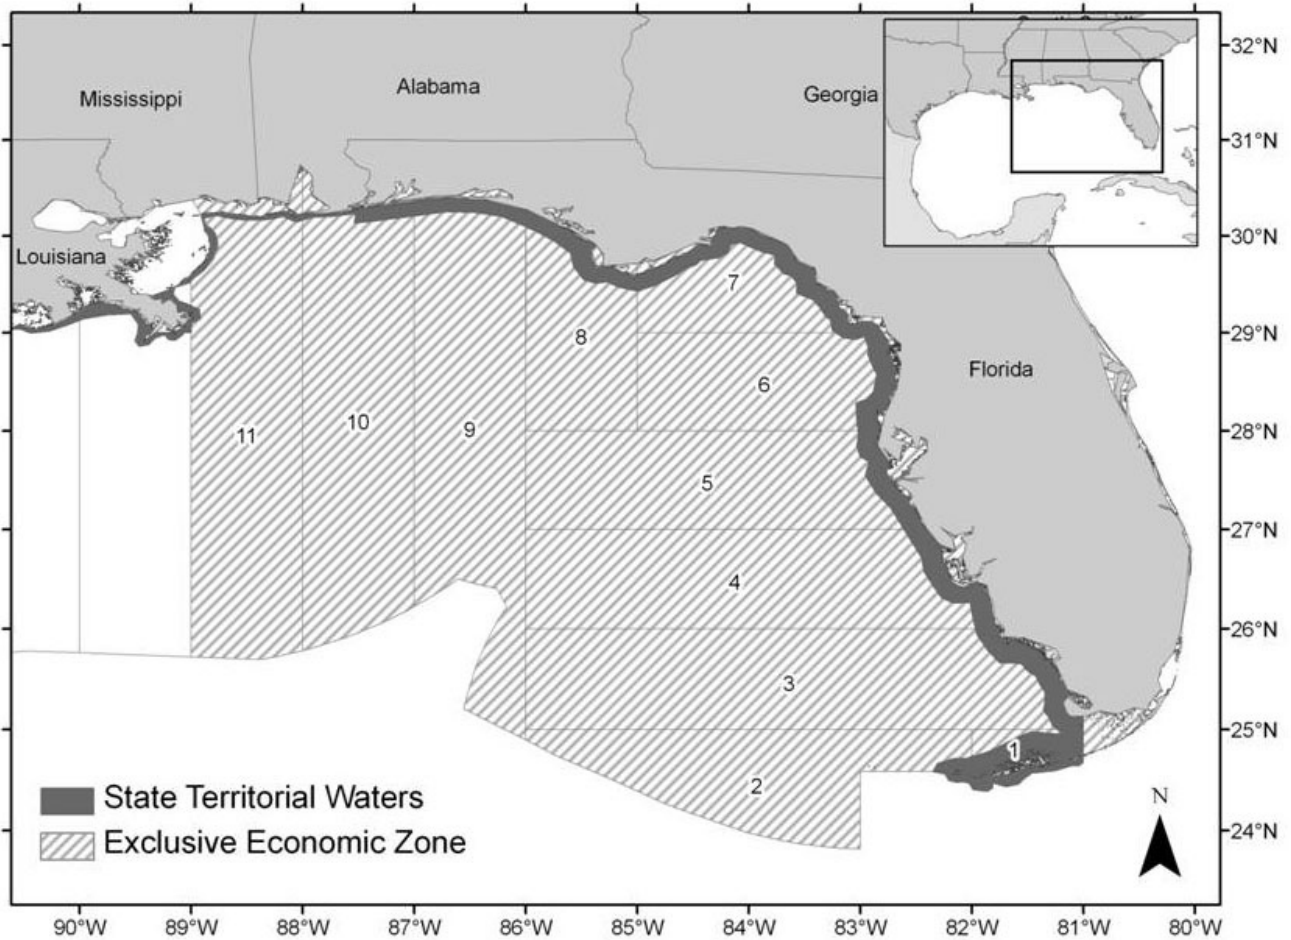 Mississippi
Alabama
Georgia
Louisiana
Florida
7
8
6
11
10
9
5
4
3
1
2
State Territorial Waters
Exclusive Economic Zone
N
32°N
31°N
30°N
29°N
28°N
27°N
26°N
25°N
24°N
90°W
89°W
88°W
87°W
86°W
85°W
84°W
83°W
82°W
81°W
80°W